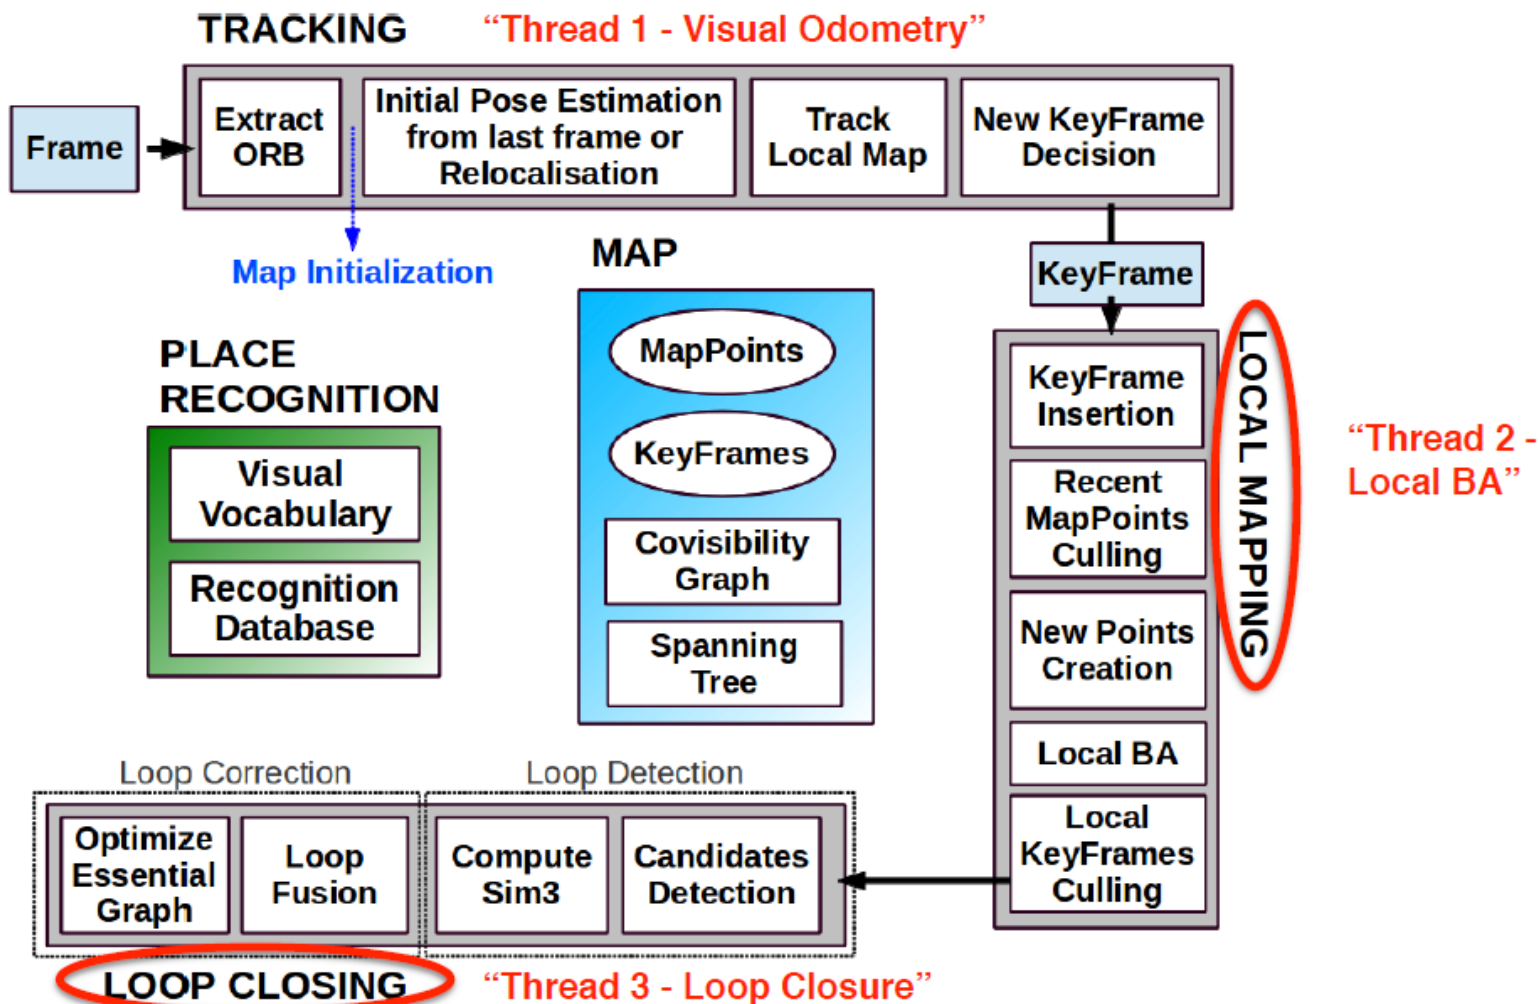 TRACKING “Thread 1 - Visual Odometry”
Frame
Extract
ORB
Initial Pose Estimation
from last frame or
Relocalisation
Track
Local Map
New KeyFrame
Decision
Map Initialization
KeyFrame
MAP
MapPoints
KeyFrames
Covisibility
Graph
Spanning
Tree
PLACE
RECOGNITION
Visual
Vocabulary
Recognition
Database
KeyFrame
Insertion
Recent
MapPoints
Culling
New Points
Creation
Local BA
Local
KeyFrames
Culling
LOCAL MAPPING
“Thread 2 -
Local BA”
Loop Correction
Loop Detection
Optimize
Essential
Graph
Loop
Fusion
Compute
Sim3
Candidates
Detection
LOOP CLOSING “Thread 3 - Loop Closure”